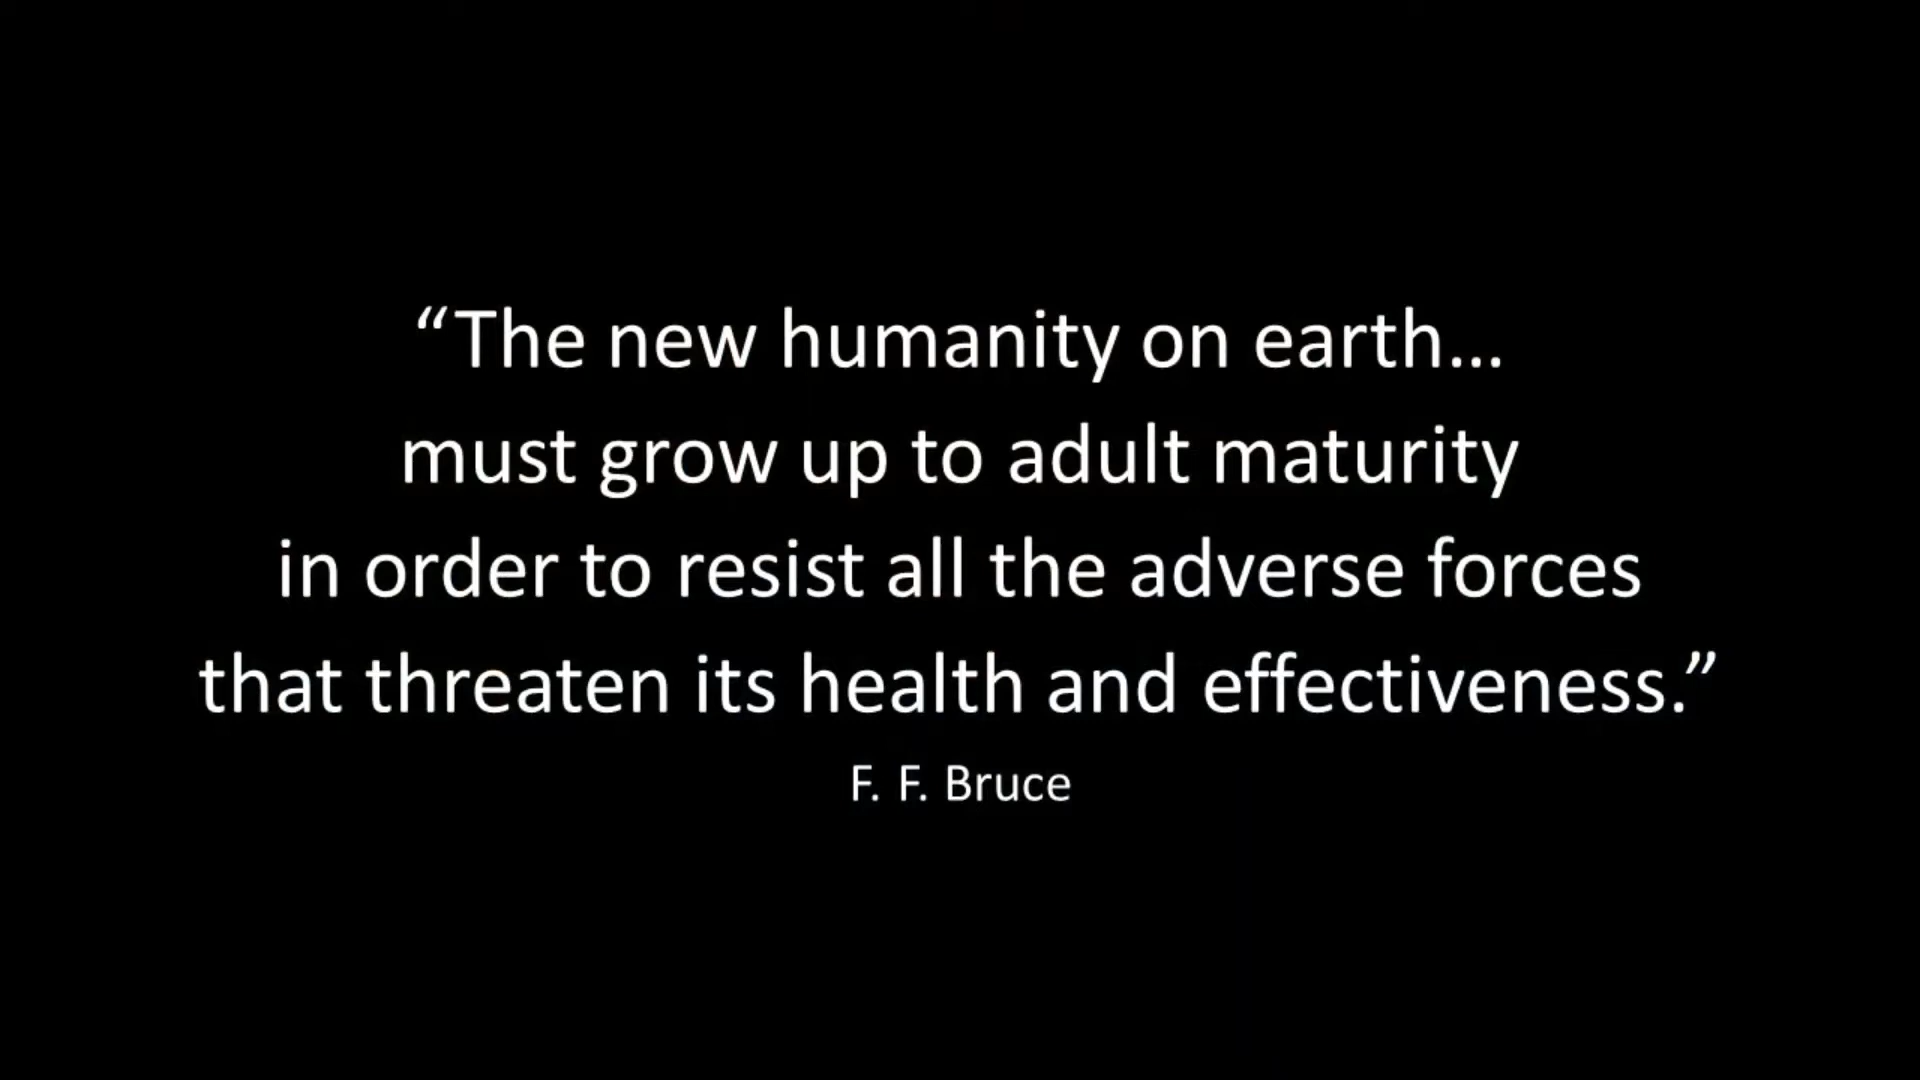 “The new humanity on earth...
must grow up to adult maturity
in order to resist all the adverse forces
that threaten its health and effectiveness.”
F. F. Bruce